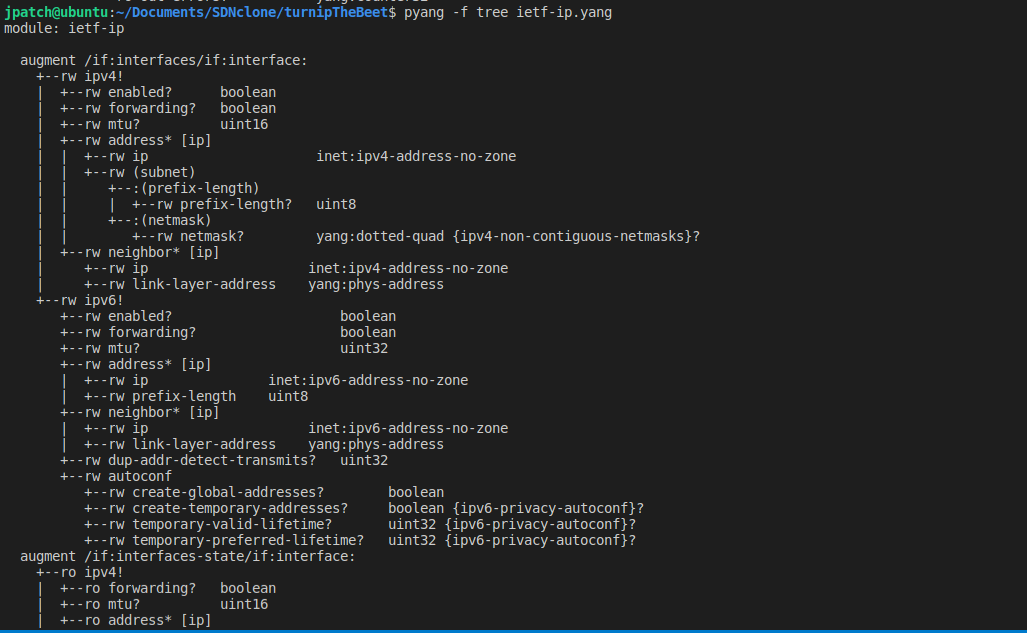 jpatch@ubuntu:~/Documents/SDNclone/turnipTheBeet$ pyang -f tree ietf-ip.yang
module: ietf-ip

  augment /if:interfaces/if:interface:
    +--rw ipv4!
    |  +--rw enabled?      boolean
    |  +--rw forwarding?   boolean
    |  +--rw mtu?          uint16
    |  +--rw address* [ip]
    |  |  +--rw ip                     inet:ipv4-address-no-zone
    |  |  +--rw (subnet)
    |  |     +--:(prefix-length)
    |  |     |  +--rw prefix-length?   uint8
    |  |     +--:(netmask)
    |  |        +--rw netmask?         yang:dotted-quad {ipv4-non-contiguous-netmasks}?
    |  +--rw neighbor* [ip]
    |     +--rw ip                    inet:ipv4-address-no-zone
    |     +--rw link-layer-address    yang:phys-address
    +--rw ipv6!
       +--rw enabled?                     boolean
       +--rw forwarding?                  boolean
       +--rw mtu?                         uint32
       +--rw address* [ip]
       |  +--rw ip               inet:ipv6-address-no-zone
       |  +--rw prefix-length    uint8
       +--rw neighbor* [ip]
       |  +--rw ip                    inet:ipv6-address-no-zone
       |  +--rw link-layer-address    yang:phys-address
       +--rw dup-addr-detect-transmits?   uint32
       +--rw autoconf
          +--rw create-global-addresses?        boolean
          +--rw create-temporary-addresses?     boolean {ipv6-privacy-autoconf}?
          +--rw temporary-valid-lifetime?       uint32 {ipv6-privacy-autoconf}?
          +--rw temporary-preferred-lifetime?   uint32 {ipv6-privacy-autoconf}?
  augment /if:interfaces-state/if:interface:
    +--ro ipv4!
    |  +--ro forwarding?   boolean
    |  +--ro mtu?          uint16
    |  +--ro address* [ip]